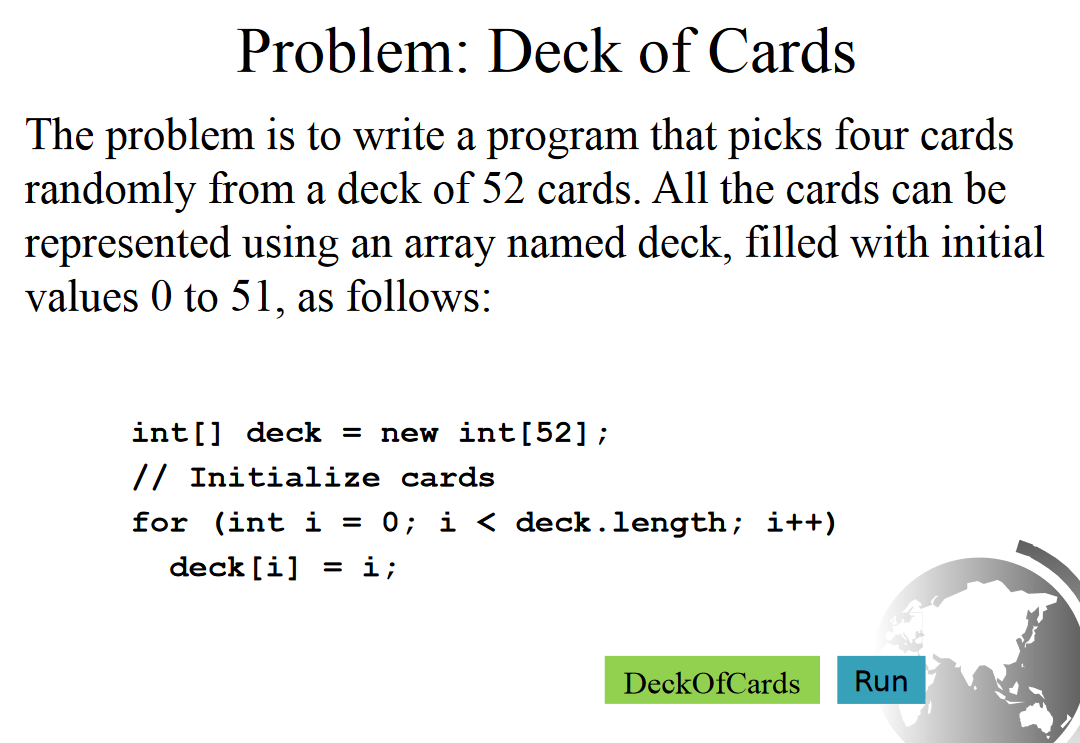 Problem: Deck of Cards
The problem is to write a program that picks four cards
randomly from a deck of 52 cards. All the cards can be
represented using an array named deck, filled with initial
values 0 to 51, as follows:
int[] deck = new int[52];
// Initialize cards
for (int i = 0; i < deck.length; i++)
  deck[i] = i;
DeckOfCards Run